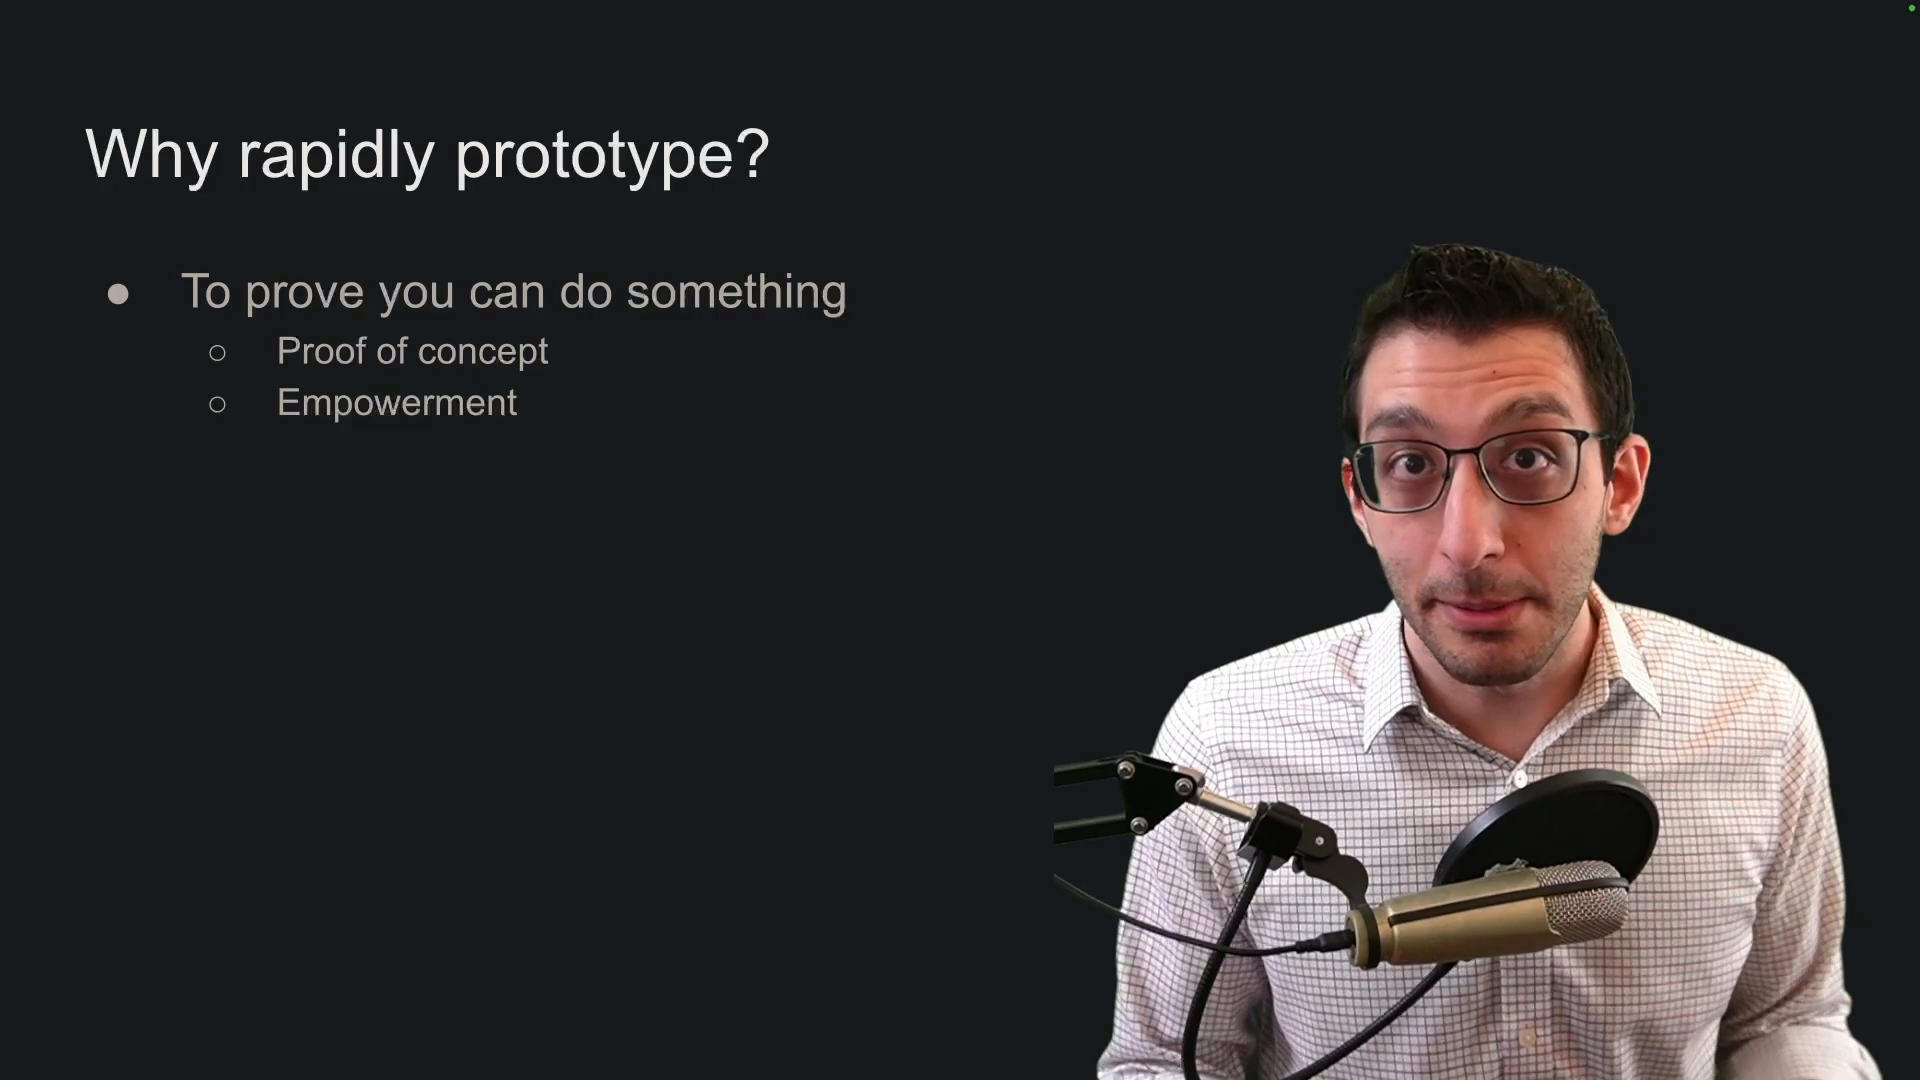 Why rapidly prototype?
● To prove you can do something
○ Proof of concept
○ Empowerment